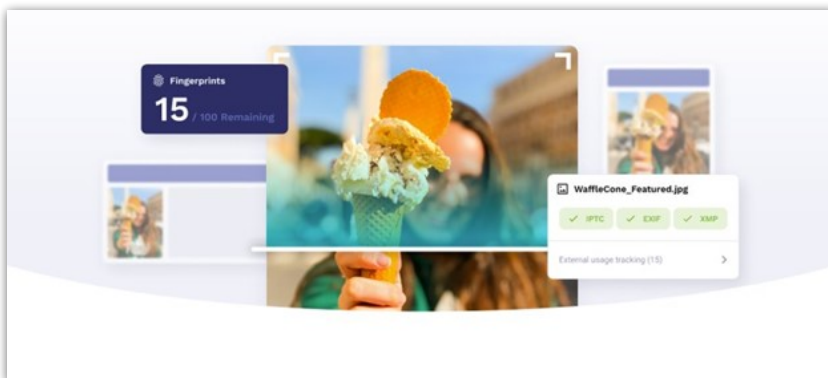 Fingerprints
15 / 100 Remaining
WaffleCone_Featured.jpg
IPTC EXIF XMP
External usage tracking (15)